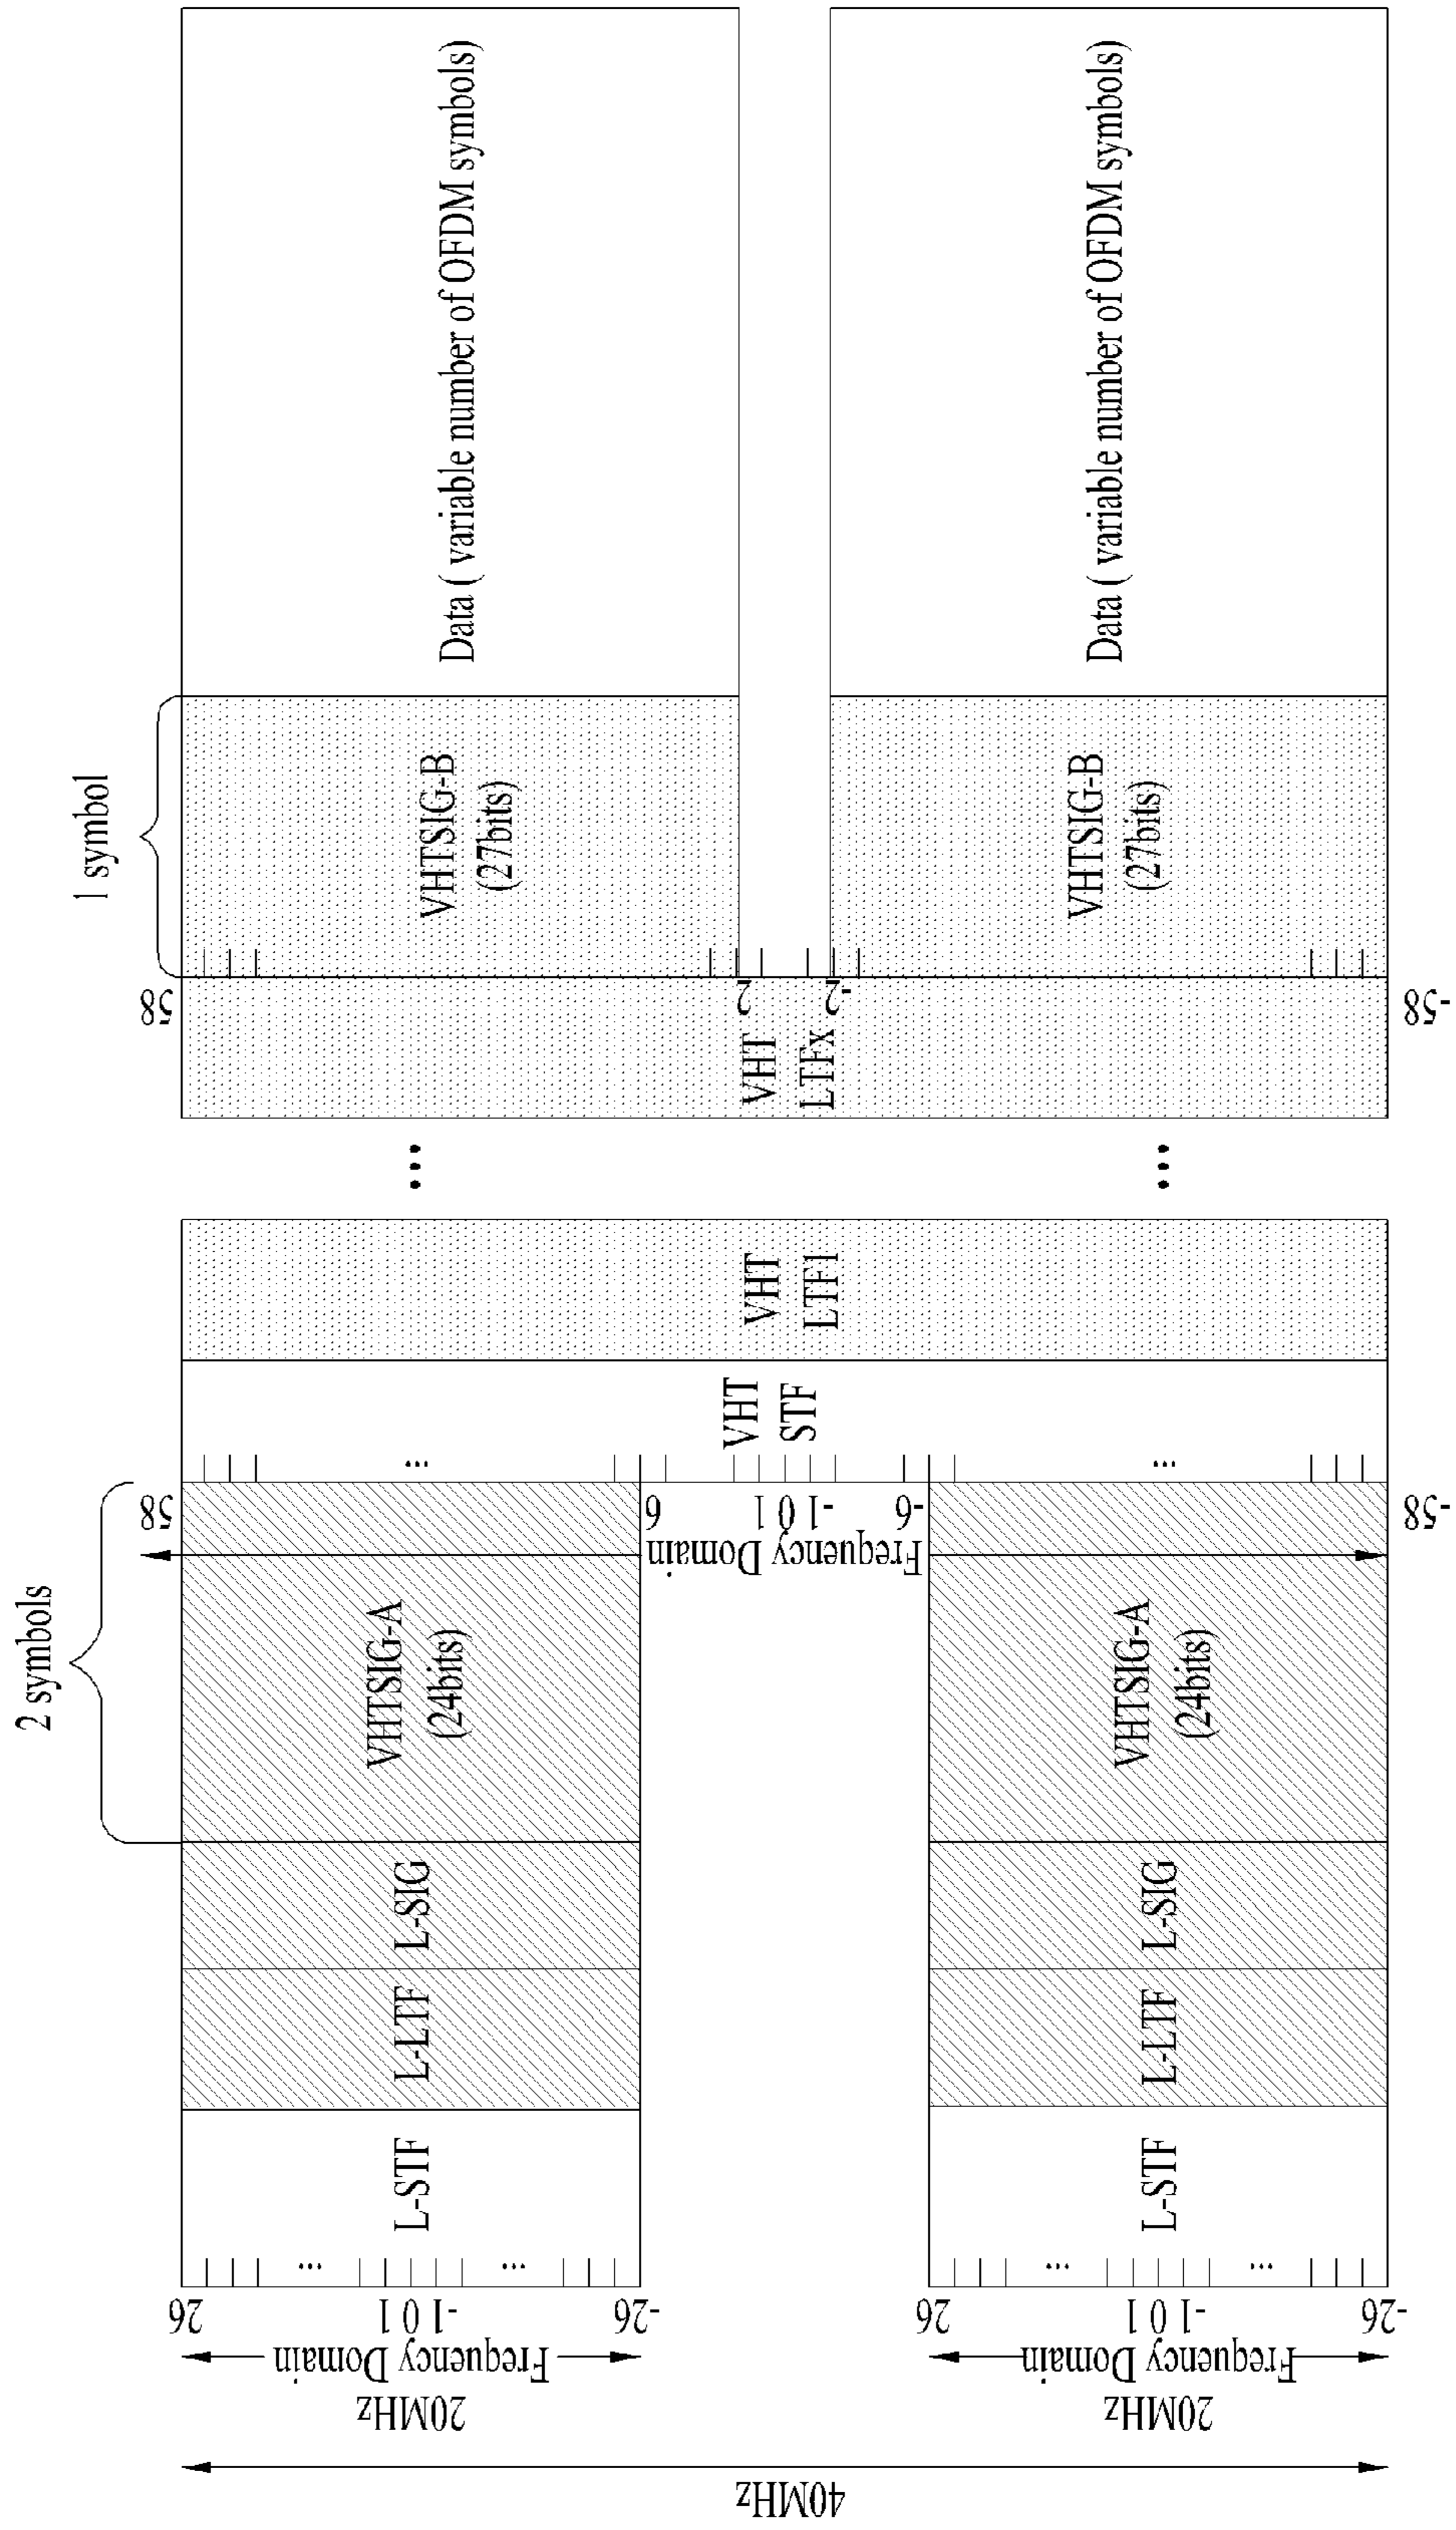 40MHz
20MHz
Frequency Domain
26
1 0 -1
-26
20MHz
Frequency Domain
26
1 0 -1
-26
L-STF
L-LTF
L-SIG
2 symbols
VHTSIG-A
(24bits)
L-STF
L-LTF
L-SIG
VHTSIG-A
(24bits)
Frequency Domain
58
6
1 0 -1
-6
-58
VHT
STF
VHT
LTF1
...
...
VHT
LTFx
58
2
-2
-58
1 symbol
VHTSIG-B
(27bits)
Data ( variable number of OFDM symbols)
VHTSIG-B
(27bits)
Data ( variable number of OFDM symbols)